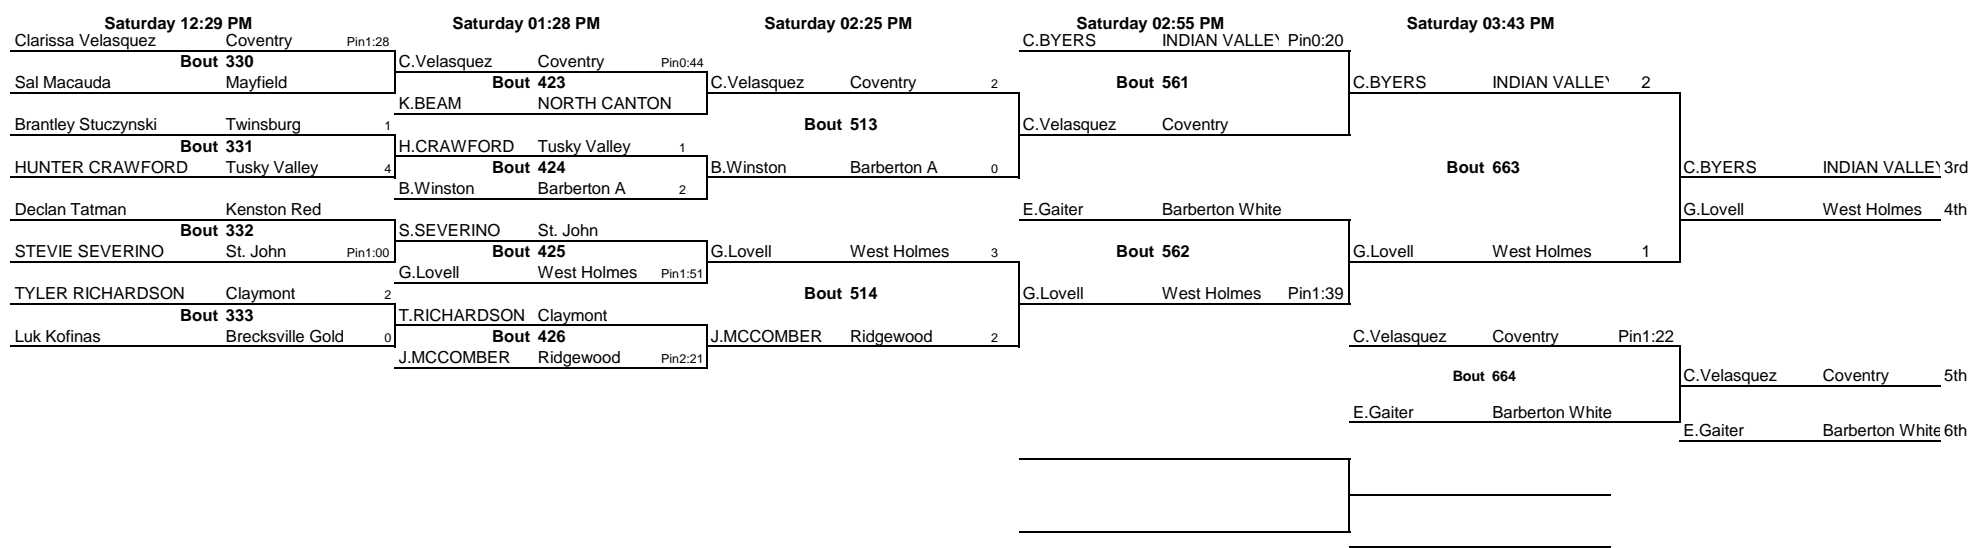 Saturday 12:29 PM Saturday 01:28 PM Saturday 02:25 PM Saturday 02:55 PM Saturday 03:43 PM
Clarissa Velasquez Coventry Pin1:28 C.BYERS INDIAN VALLEY Pin0:20
Bout 330 C.Velasquez Coventry Pin0:44
Sal Macauda Mayfield Bout 423 C.Velasquez Coventry 2 Bout 561 C.BYERS INDIAN VALLEY 2
K.BEAM NORTH CANTON
Brantley Stuczynski Twinsburg 1 Bout 513 C.Velasquez Coventry
Bout 331 H.CRAWFORD Tusky Valley 1
HUNTER CRAWFORD Tusky Valley 4 Bout 424 B.Winston Barberton A 0 Bout 663 C.BYERS INDIAN VALLEY 3rd
B.Winston Barberton A 2
Declan Tatman Kenston Red E.Gaiter Barberton White G.Lovell West Holmes 4th
Bout 332 S.SEVERINO St. John
STEVIE SEVERINO St. John Pin1:00 Bout 425 G.Lovell West Holmes 3 Bout 562 G.Lovell West Holmes 1
G.Lovell West Holmes Pin1:51
TYLER RICHARDSON Claymont 2 Bout 514 G.Lovell West Holmes Pin1:39
Bout 333 T.RICHARDSON Claymont
Luk Kofinas Brecksville Gold 0 Bout 426 J.MCCOMBER Ridgewood 2 C.Velasquez Coventry Pin1:22
J.MCCOMBER Ridgewood Pin2:21
Bout 664 C.Velasquez Coventry 5th
E.Gaiter Barberton White
E.Gaiter Barberton White 6th